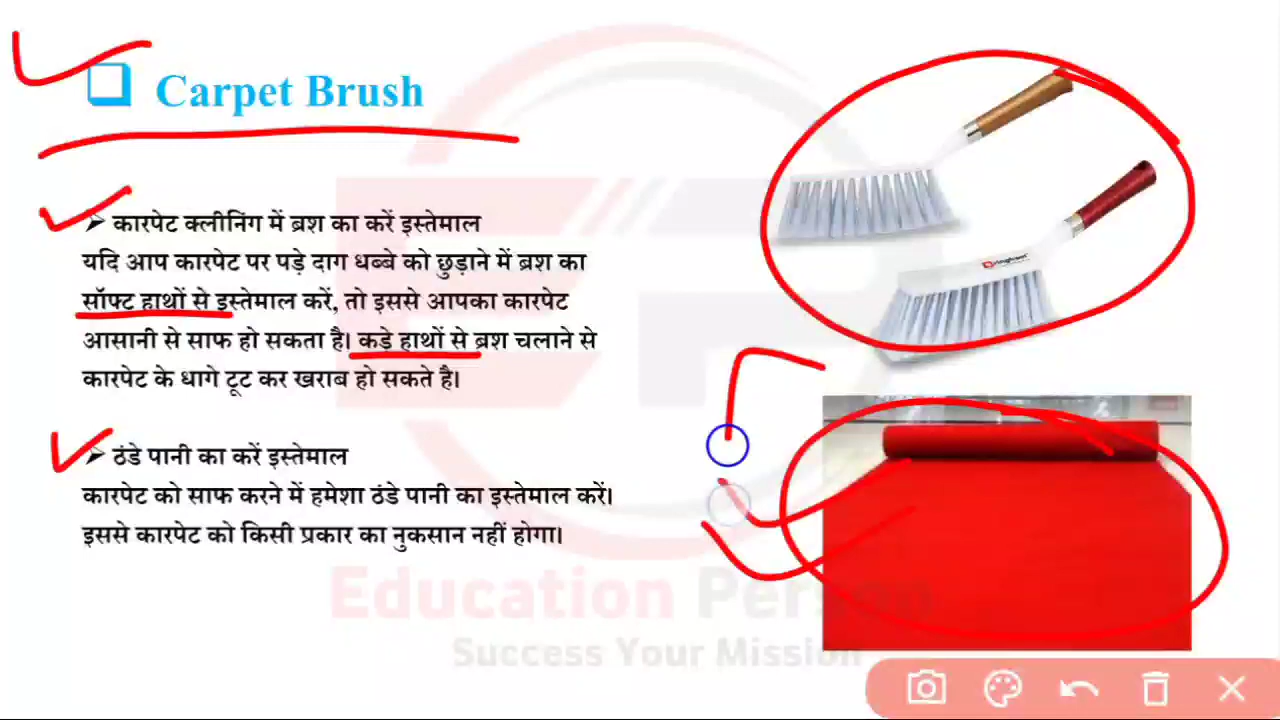 Carpet Brush
कारपेट क्लीनिंग में ब्रश का करें इस्तेमाल
यदि आप कारपेट पर पड़े दाग धब्बे को छुड़ाने में ब्रश का
सॉफ्ट हाथों से इस्तेमाल करें, तो इससे आपका कारपेट
आसानी से साफ हो सकता है। कड़े हाथों से ब्रश चलाने से
कारपेट के धागे टूट कर खराब हो सकते है।
ठंडे पानी का करें इस्तेमाल
कारपेट को साफ करने में हमेशा ठंडे पानी का इस्तेमाल करें।
इससे कारपेट को किसी प्रकार का नुकसान नहीं होगा।
Education Person
Success Your Mission